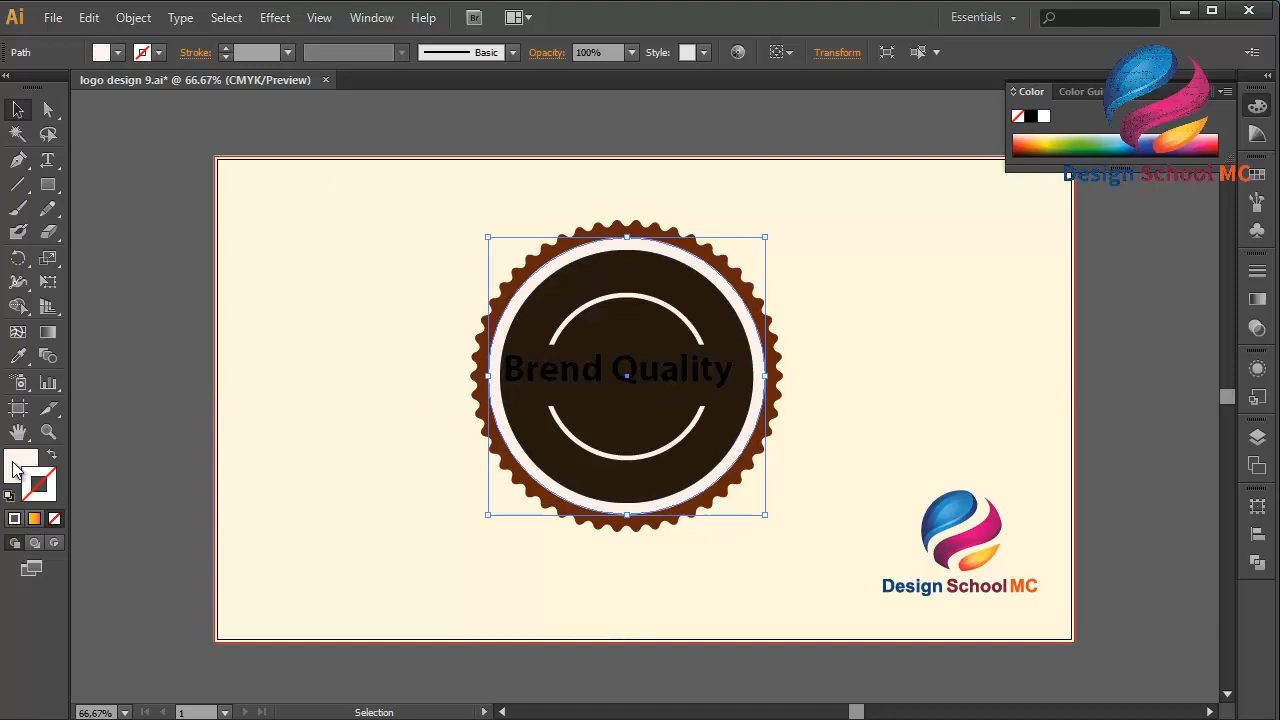 Ai File Edit Object Type Select Effect View Window Help Br Essentials
Path Stroke: Basic Opacity: 100% Style: Transform
logo design 9.ai* @ 66.67% (CMYK/Preview) ×
Color Color Gui
Design School MC
Brend Quality
Design School MC
66,67% 1 Selection